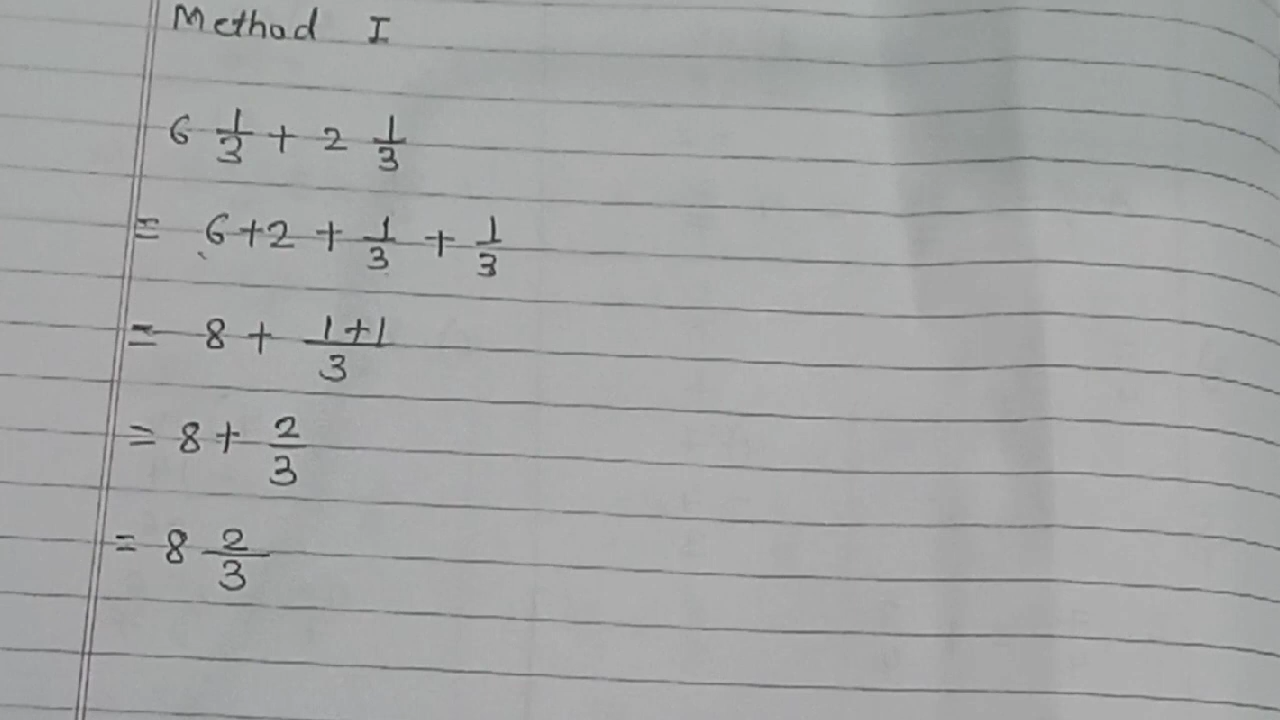 Method I
6 1/3 + 2 1/3
= 6+2 + 1/3 + 1/3
= 8 + (1+1)/3
= 8 + 2/3
= 8 2/3